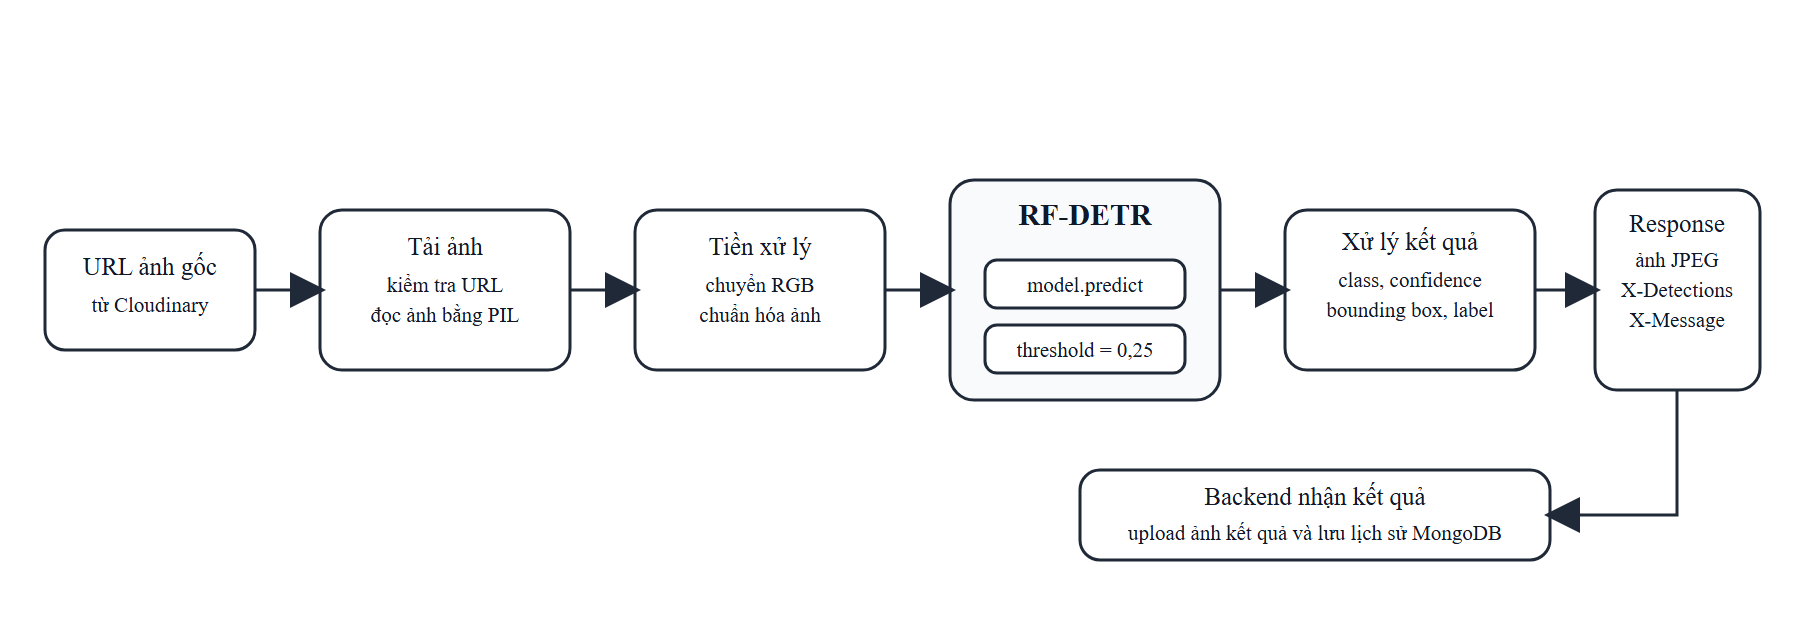 URL ảnh gốc
từ Cloudinary
Tải ảnh
kiểm tra URL
đọc ảnh bằng PIL
Tiền xử lý
chuyển RGB
chuẩn hóa ảnh
RF-DETR
model.predict
threshold = 0,25
Xử lý kết quả
class, confidence
bounding box, label
Response
ảnh JPEG
X-Detections
X-Message
Backend nhận kết quả
upload ảnh kết quả và lưu lịch sử MongoDB